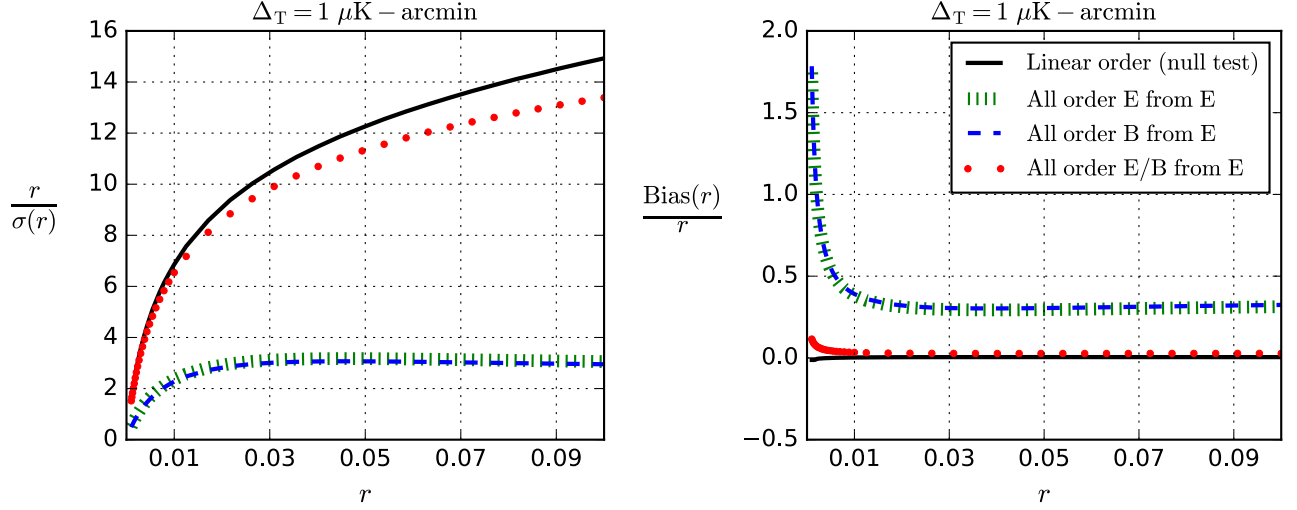 Δ_T = 1 μK − arcmin
16
14
12
10
8
6
4
2
0
r
σ(r)
0.01
0.03
0.05
0.07
0.09
r
Δ_T = 1 μK − arcmin
2.0
1.5
1.0
0.5
0.0
−0.5
Bias(r)
r
Linear order (null test)
All order E from E
All order B from E
All order E/B from E
0.01
0.03
0.05
0.07
0.09
r